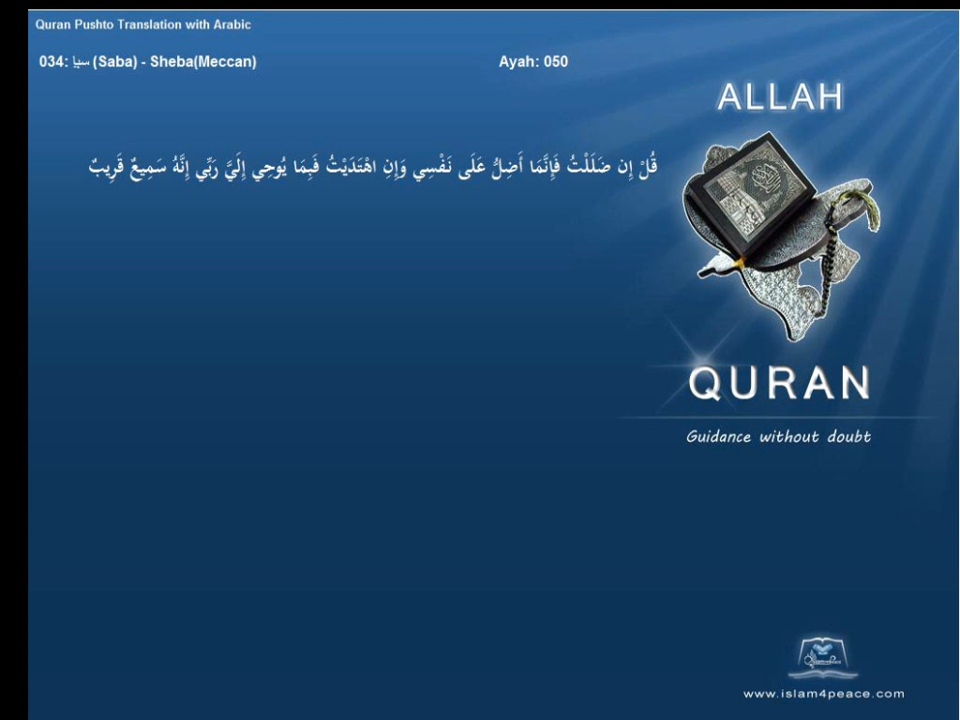 Quran Pushto Translation with Arabic
034: سبإ (Saba) - Sheba(Meccan) Ayah: 050
ALLAH
قُلْ إِن ضَلَلْتُ فَإِنَّمَا أَضِلُّ عَلَى نَفْسِي وَإِنِ اهْتَدَيْتُ فَبِمَا يُوحِي إِلَيَّ رَبِّي إِنَّهُ سَمِيعٌ قَرِيبٌ
QURAN
Guidance without doubt
www.islam4peace.com